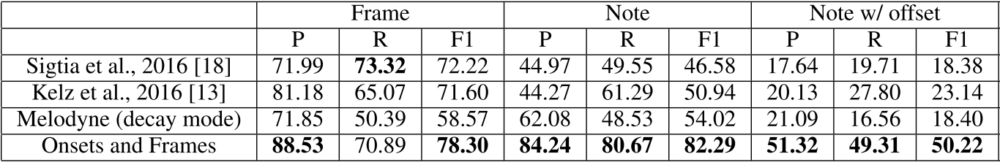 Frame Note Note w/ offset
P R F1 P R F1 P R F1
Sigtia et al., 2016 [18] 71.99 73.32 72.22 44.97 49.55 46.58 17.64 19.71 18.38
Kelz et al., 2016 [13] 81.18 65.07 71.60 44.27 61.29 50.94 20.13 27.80 23.14
Melodyne (decay mode) 71.85 50.39 58.57 62.08 48.53 54.02 21.09 16.56 18.40
Onsets and Frames 88.53 70.89 78.30 84.24 80.67 82.29 51.32 49.31 50.22